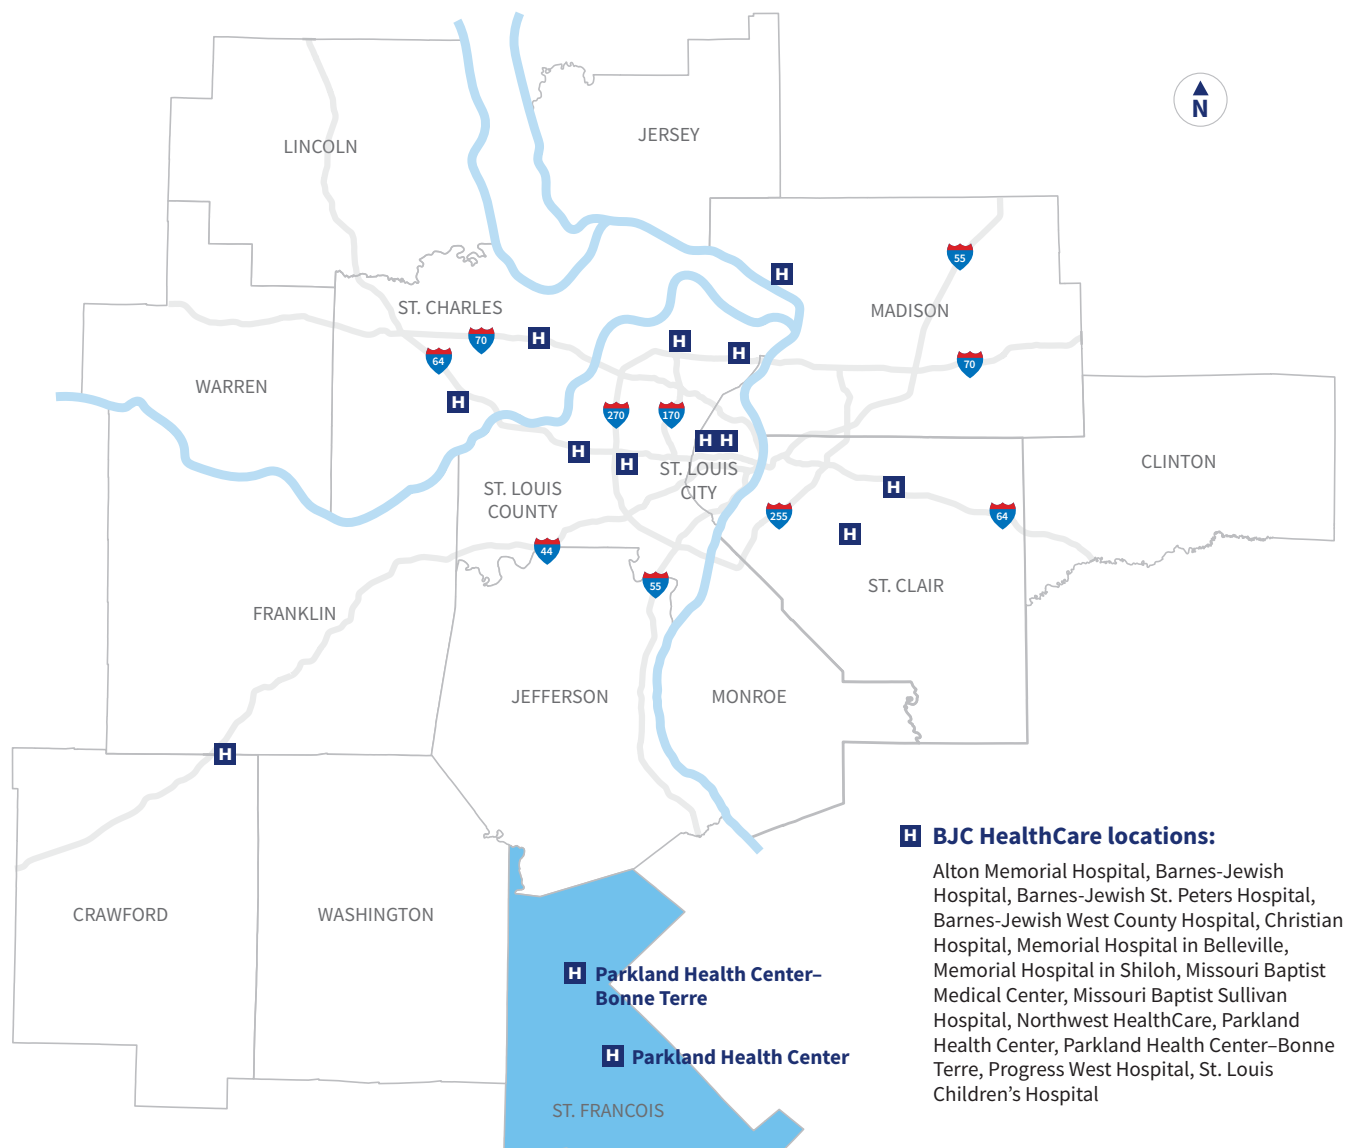 N
JERSEY
LINCOLN
55
H
ST. CHARLES
MADISON
70
H
H
H
64
70
WARREN
H
270
170
H H
H
H
ST. LOUIS
CITY
CLINTON
ST. LOUIS
COUNTY
H
255
64
H
44
55
ST. CLAIR
FRANKLIN
JEFFERSON
MONROE
H
H BJC HealthCare locations:
Alton Memorial Hospital, Barnes-Jewish
Hospital, Barnes-Jewish St. Peters Hospital,
Barnes-Jewish West County Hospital, Christian
Hospital, Memorial Hospital in Belleville,
Memorial Hospital in Shiloh, Missouri Baptist
Medical Center, Missouri Baptist Sullivan
Hospital, Northwest HealthCare, Parkland
Health Center, Parkland Health Center–Bonne
Terre, Progress West Hospital, St. Louis
Children’s Hospital
CRAWFORD
WASHINGTON
H Parkland Health Center–
Bonne Terre
H Parkland Health Center
ST. FRANCOIS